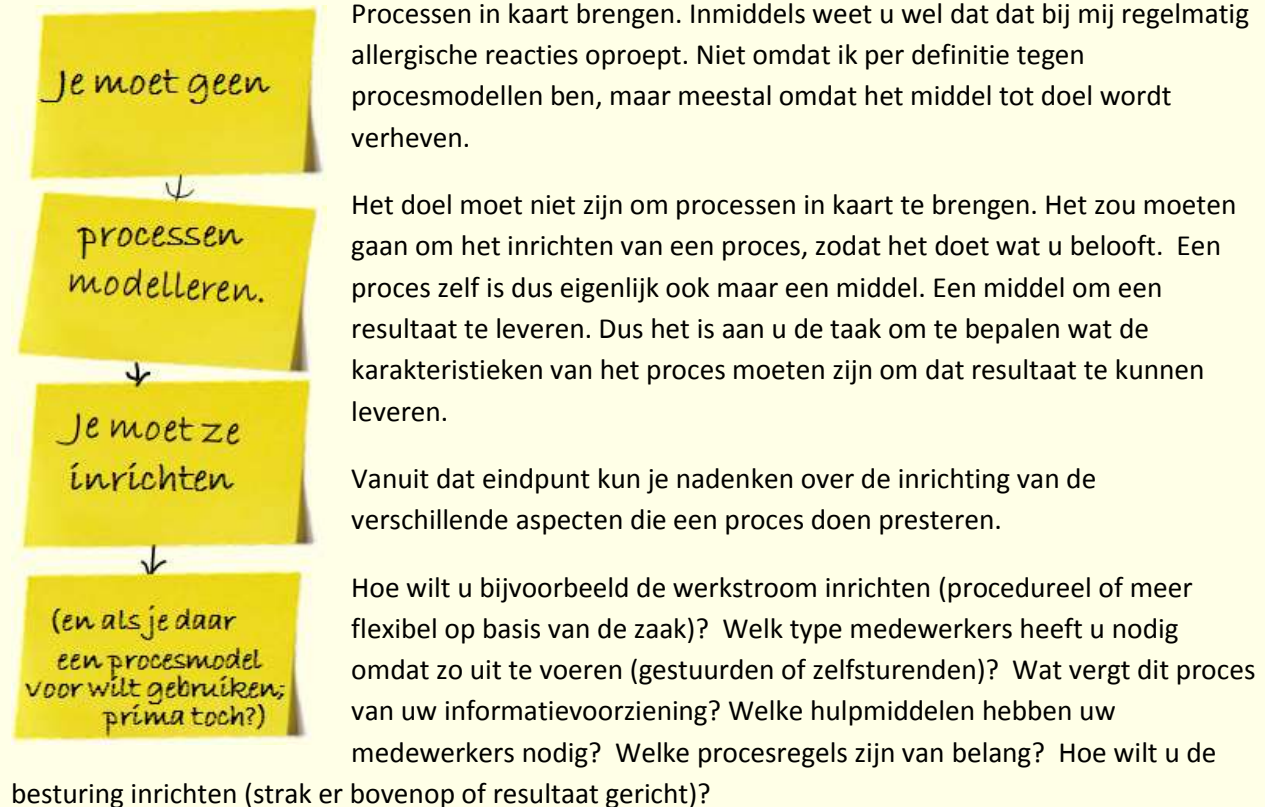 Je moet geen
processen
modelleren.
Je moet ze
inrichten
(en als je daar
een procesmodel
voor wilt gebruiken;
prima toch?)
Processen in kaart brengen. Inmiddels weet u wel dat dat bij mij regelmatig
allergische reacties oproept. Niet omdat ik per definitie tegen
procesmodellen ben, maar meestal omdat het middel tot doel wordt
verheven.
Het doel moet niet zijn om processen in kaart te brengen. Het zou moeten
gaan om het inrichten van een proces, zodat het doet wat u belooft. Een
proces zelf is dus eigenlijk ook maar een middel. Een middel om een
resultaat te leveren. Dus het is aan u de taak om te bepalen wat de
karakteristieken van het proces moeten zijn om dat resultaat te kunnen
leveren.
Vanuit dat eindpunt kun je nadenken over de inrichting van de
verschillende aspecten die een proces doen presteren.
Hoe wilt u bijvoorbeeld de werkstroom inrichten (procedureel of meer
flexibel op basis van de zaak)? Welk type medewerkers heeft u nodig
omdat zo uit te voeren (gestuurden of zelfsturenden)? Wat vergt dit proces
van uw informatievoorziening? Welke hulpmiddelen hebben uw
medewerkers nodig? Welke procesregels zijn van belang? Hoe wilt u de
besturing inrichten (strak er bovenop of resultaat gericht)?